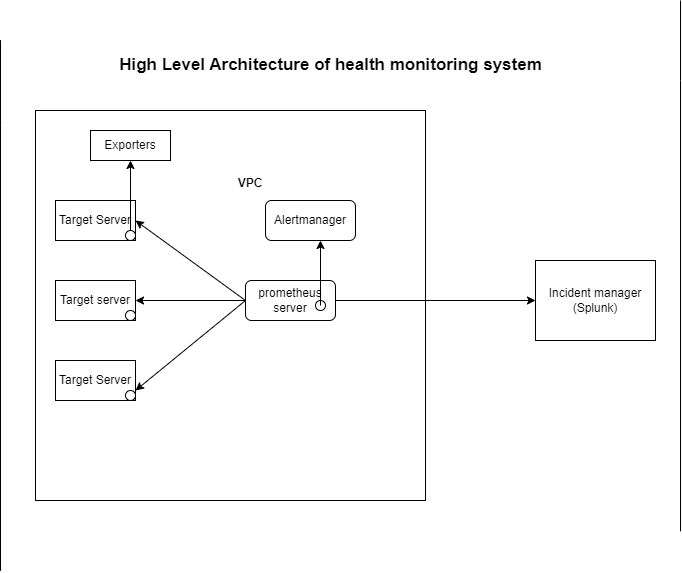 High Level Architecture of health monitoring system
Exporters
VPC
Target Server
Alertmanager
Target server
prometheus
server
Incident manager
(Splunk)
Target Server